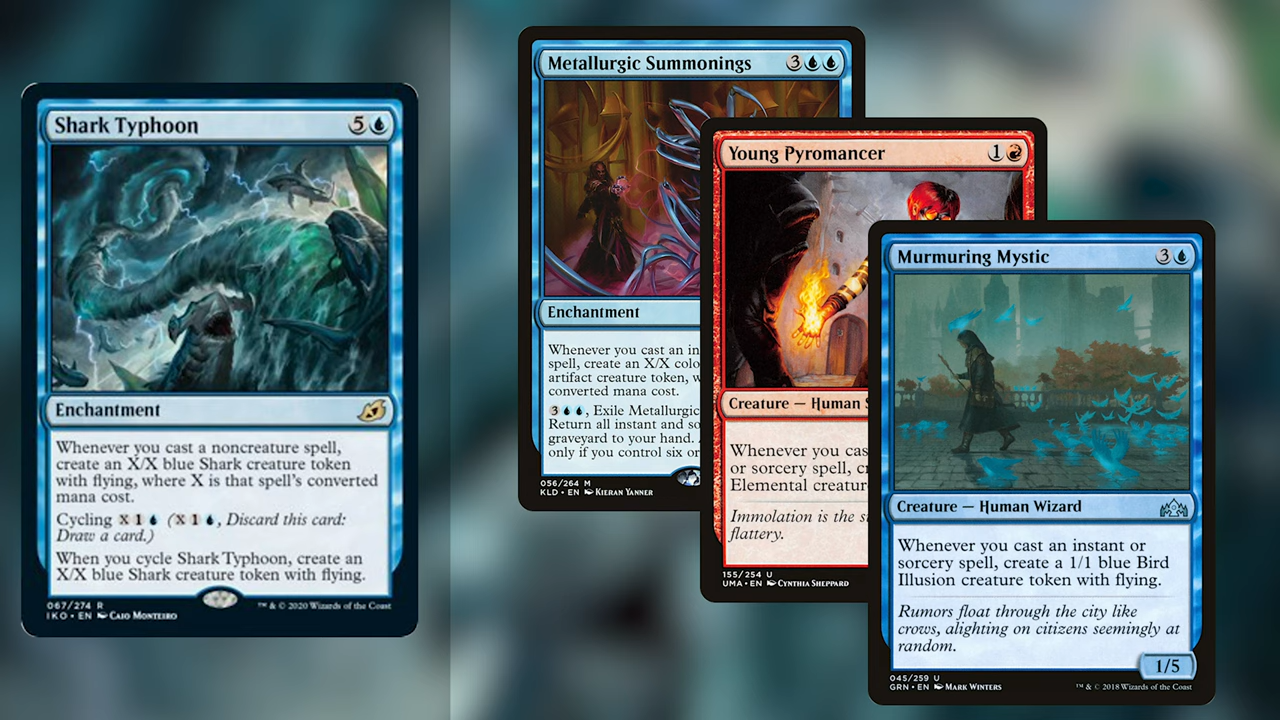 Shark Typhoon 5
Enchantment
Whenever you cast a noncreature spell,
create an X/X blue Shark creature token
with flying, where X is that spell's converted
mana cost.
Cycling X 1 (X 1 , Discard this card:
Draw a card.)
When you cycle Shark Typhoon, create an
X/X blue Shark creature token with flying.
067/274 R
IKO • EN Caio Monteiro
™ & © 2020 Wizards of the Coast
Metallurgic Summonings 3
Enchantment
Whenever you cast an in
spell, create an X/X colo
artifact creature token, w
converted mana cost.
3 , Exile Metallurgic
Return all instant and so
graveyard to your hand.
only if you control six or
056/264 M
KLD • EN Kieran Yanner
Young Pyromancer 1
Creature — Human S
Whenever you cas
or sorcery spell, cr
Elemental creatur
Immolation is the si
flattery.
155/254 U
UMA • EN Cynthia Sheppard
Murmuring Mystic 3
Creature — Human Wizard
Whenever you cast an instant or
sorcery spell, create a 1/1 blue Bird
Illusion creature token with flying.
Rumors float through the city like
crows, alighting on citizens seemingly at
random.
1/5
045/259 U
GRN • EN Mark Winters
™ & © 2018 Wizards of the Coast